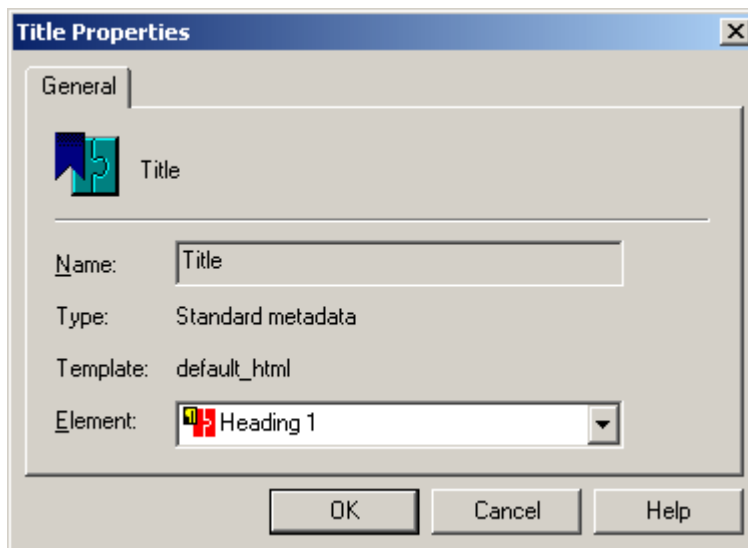 Title Properties
General
Title
Name: Title
Type: Standard metadata
Template: default_html
Element: Heading 1
OK Cancel Help